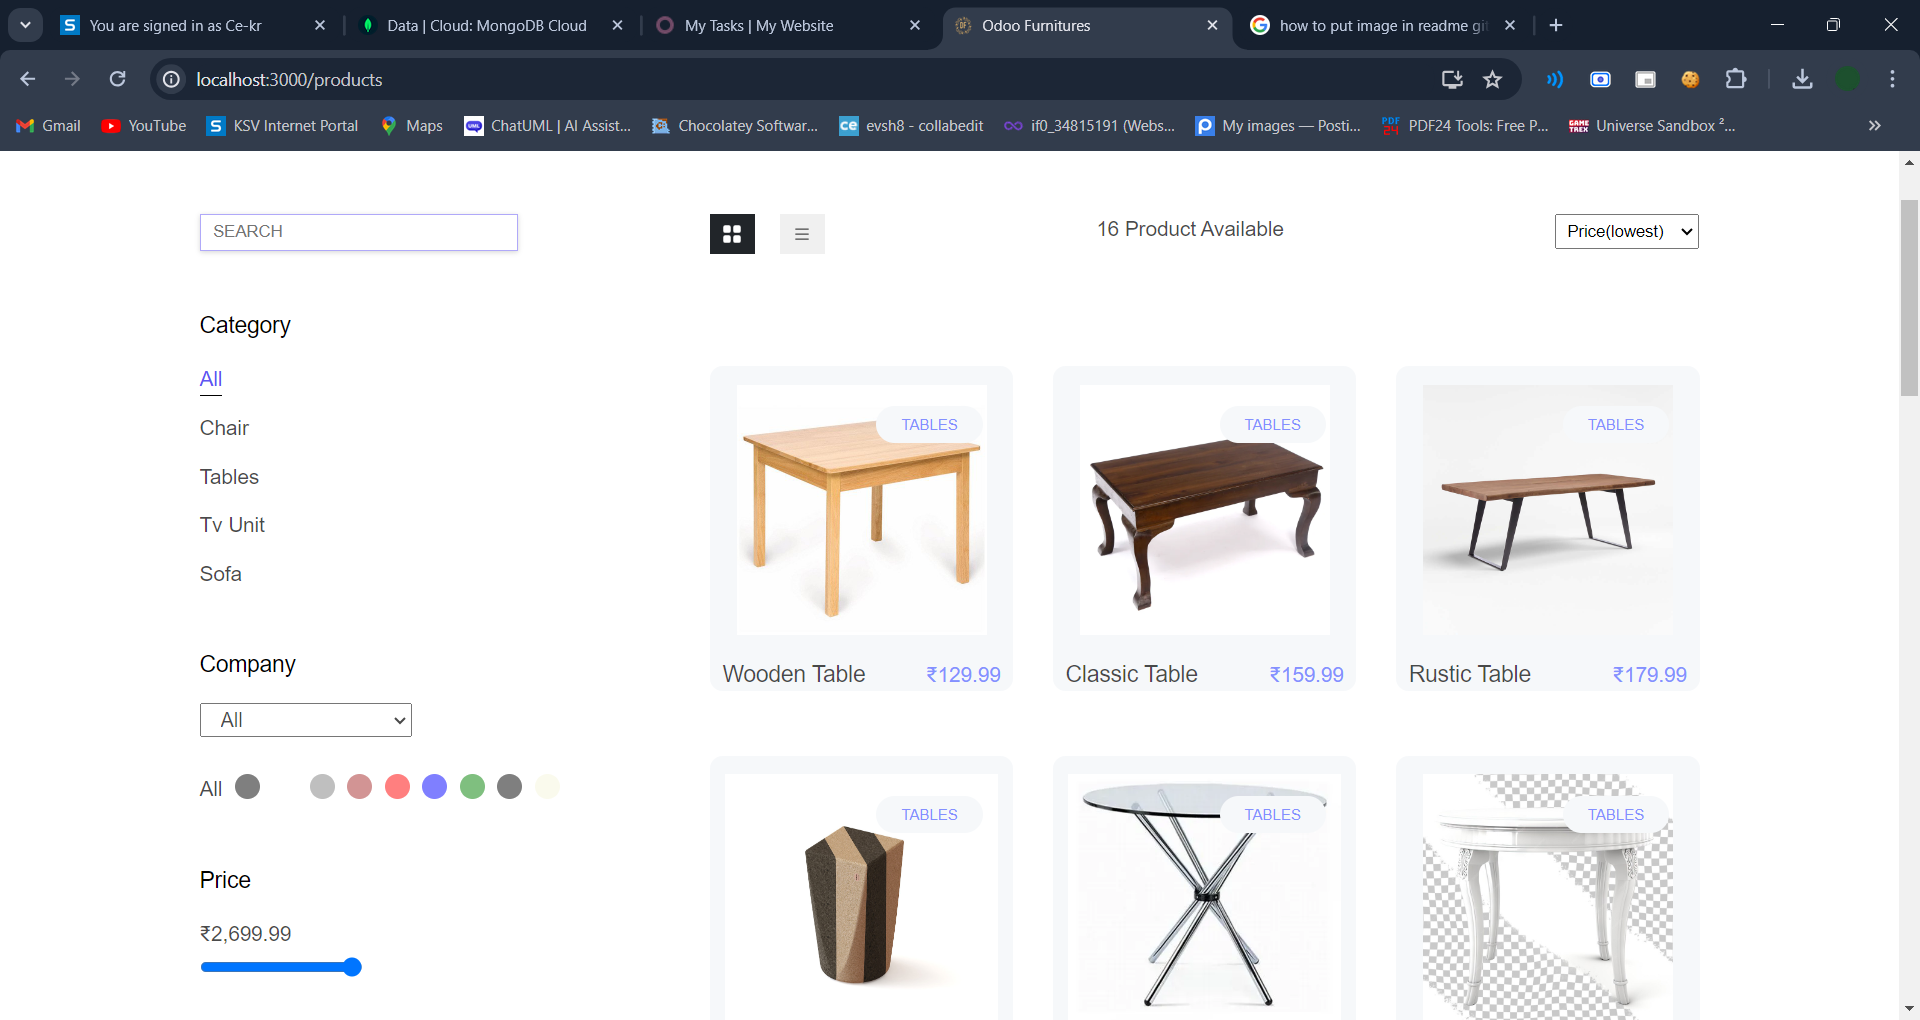 You are signed in as Ce-kr
Data | Cloud: MongoDB Cloud
My Tasks | My Website
Odoo Furnitures
how to put image in readme git
localhost:3000/products
Gmail
YouTube
KSV Internet Portal
Maps
ChatUML | AI Assist...
Chocolatey Softwar...
evsh8 - collabedit
if0_34815191 (Webs...
My images — Posti...
PDF24 Tools: Free P...
Universe Sandbox ²...
SEARCH
16 Product Available
Price(lowest)
Category
All
Chair
Tables
Tv Unit
Sofa
Company
All
All
Price
₹2,699.99
TABLES
TABLES
TABLES
Wooden Table ₹129.99
Classic Table ₹159.99
Rustic Table ₹179.99
TABLES
TABLES
TABLES